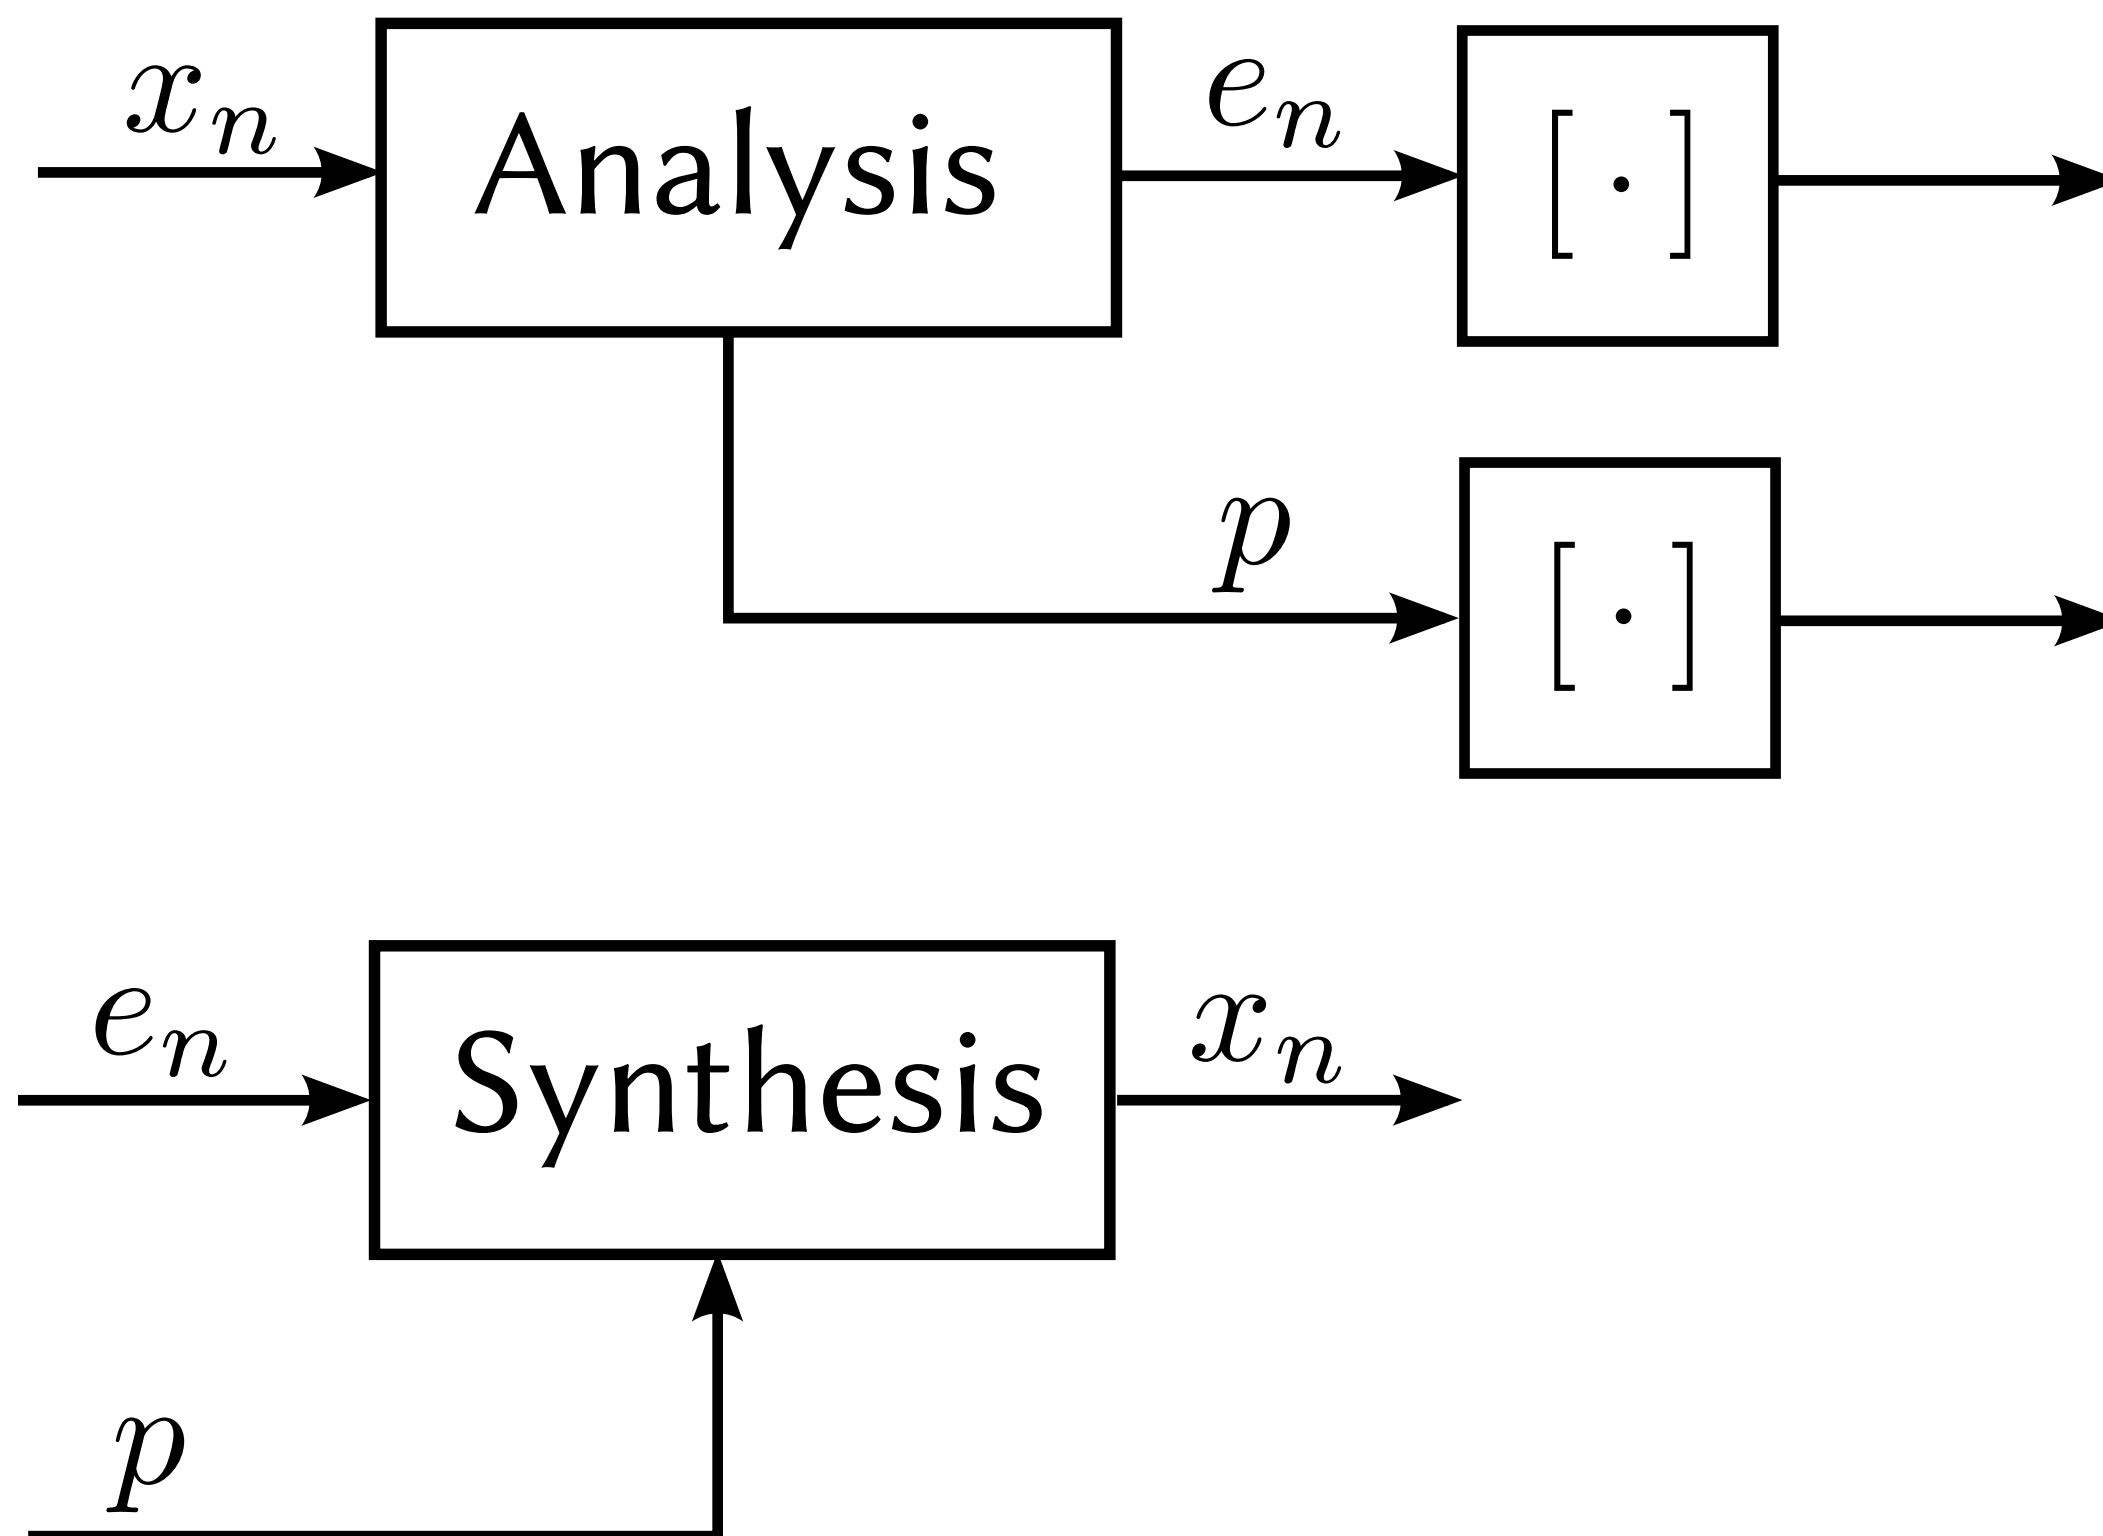 x_n Analysis e_n [ · ]
p [ · ]
e_n Synthesis x_n
p